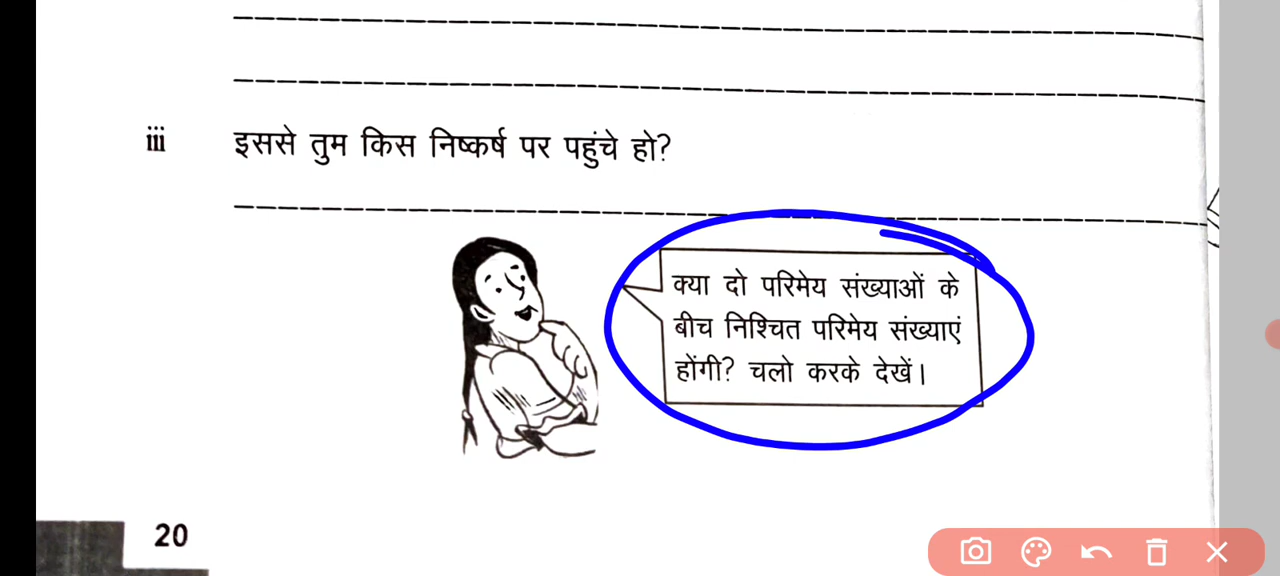 iii इससे तुम किस निष्कर्ष पर पहुंचे हो?
क्या दो परिमेय संख्याओं के
बीच निश्चित परिमेय संख्याएं
होंगी? चलो करके देखें।
20